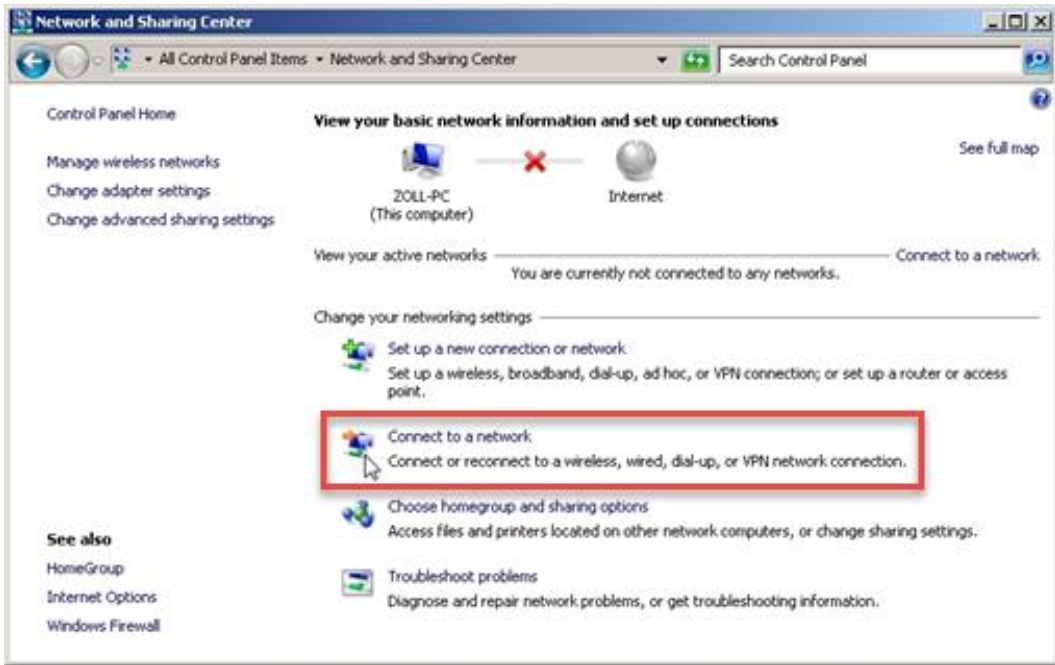 Network and Sharing Center
All Control Panel Items
Network and Sharing Center
Search Control Panel
Control Panel Home
Manage wireless networks
Change adapter settings
Change advanced sharing settings
View your basic network information and set up connections
See full map
ZOLL-PC
(This computer)
Internet
View your active networks
Connect to a network
You are currently not connected to any networks.
Change your networking settings
Set up a new connection or network
Set up a wireless, broadband, dial-up, ad hoc, or VPN connection; or set up a router or access
point.
Connect to a network
Connect or reconnect to a wireless, wired, dial-up, or VPN network connection.
Choose homegroup and sharing options
Access files and printers located on other network computers, or change sharing settings.
Troubleshoot problems
Diagnose and repair network problems, or get troubleshooting information.
See also
HomeGroup
Internet Options
Windows Firewall